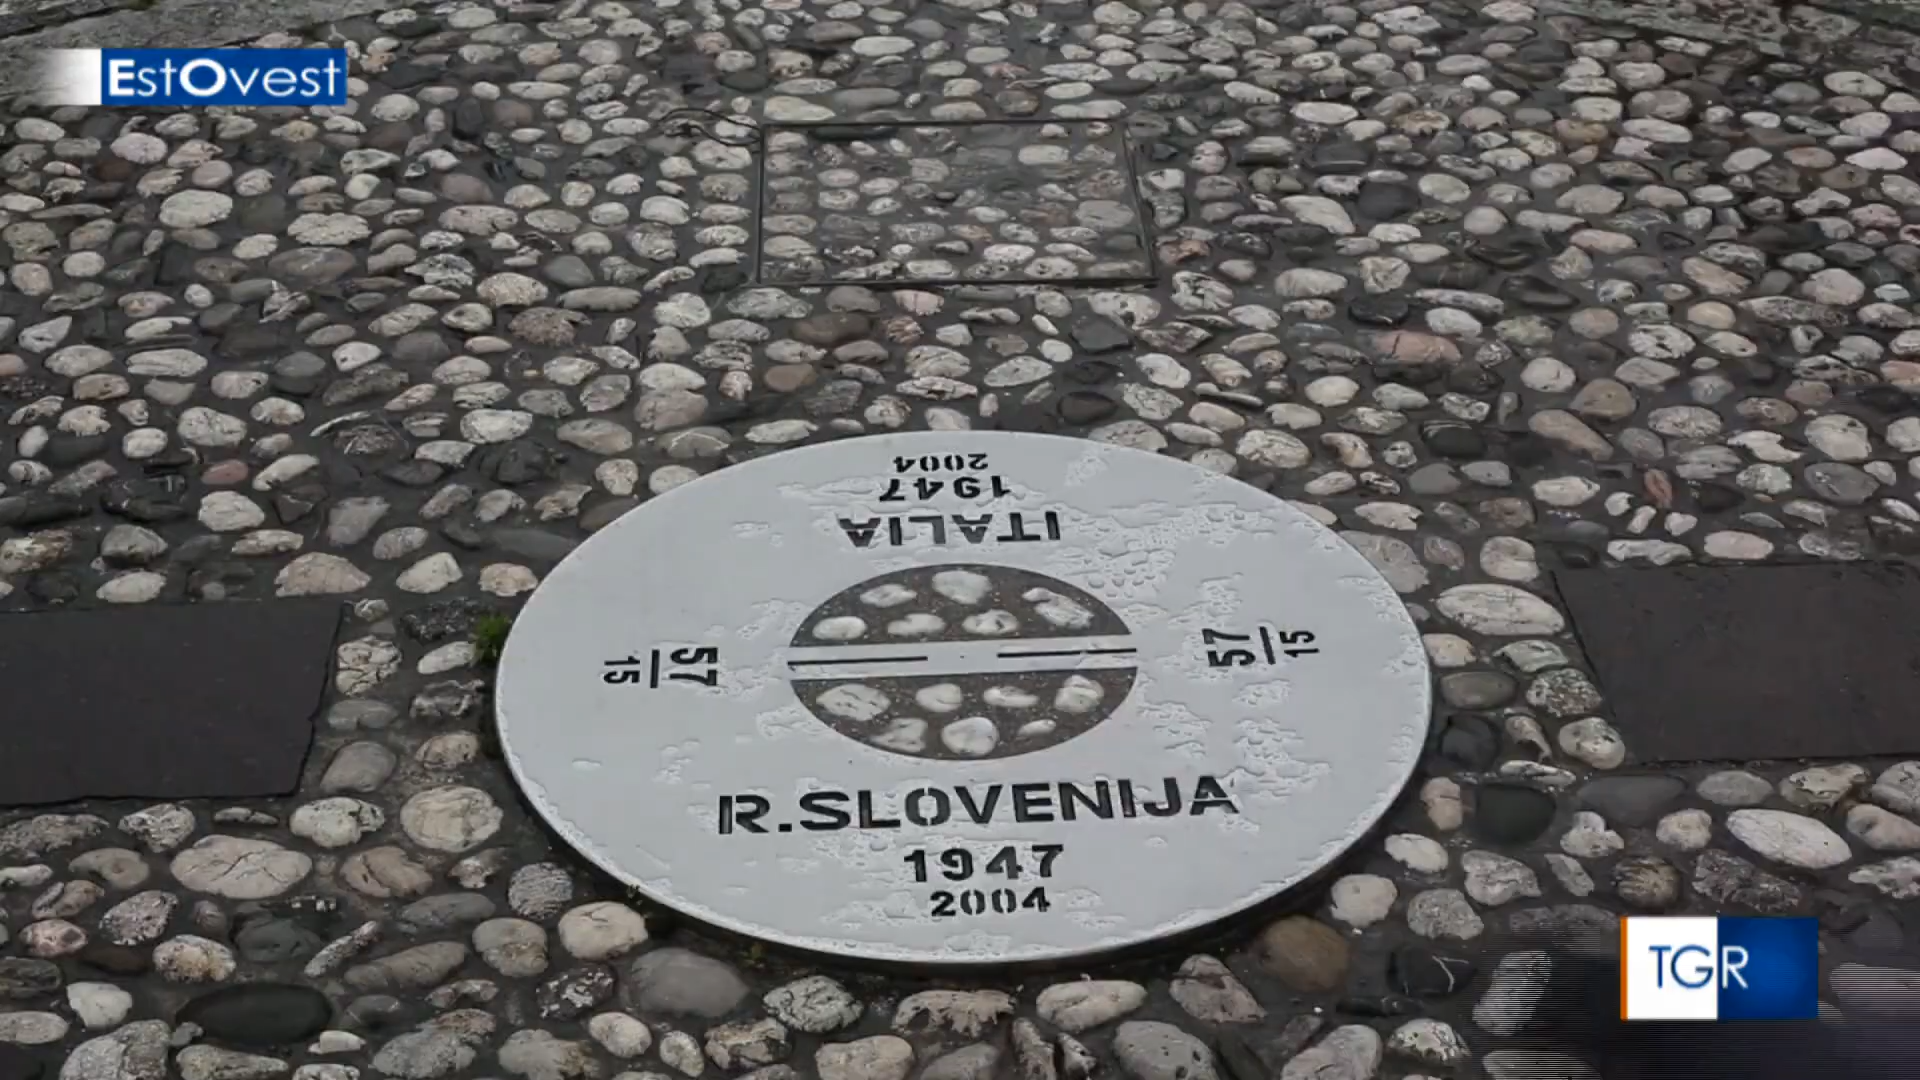 EstOvest
2004
1947
ITALIA
57
15
57
15
R.SLOVENIJA
1947
2004
TGR